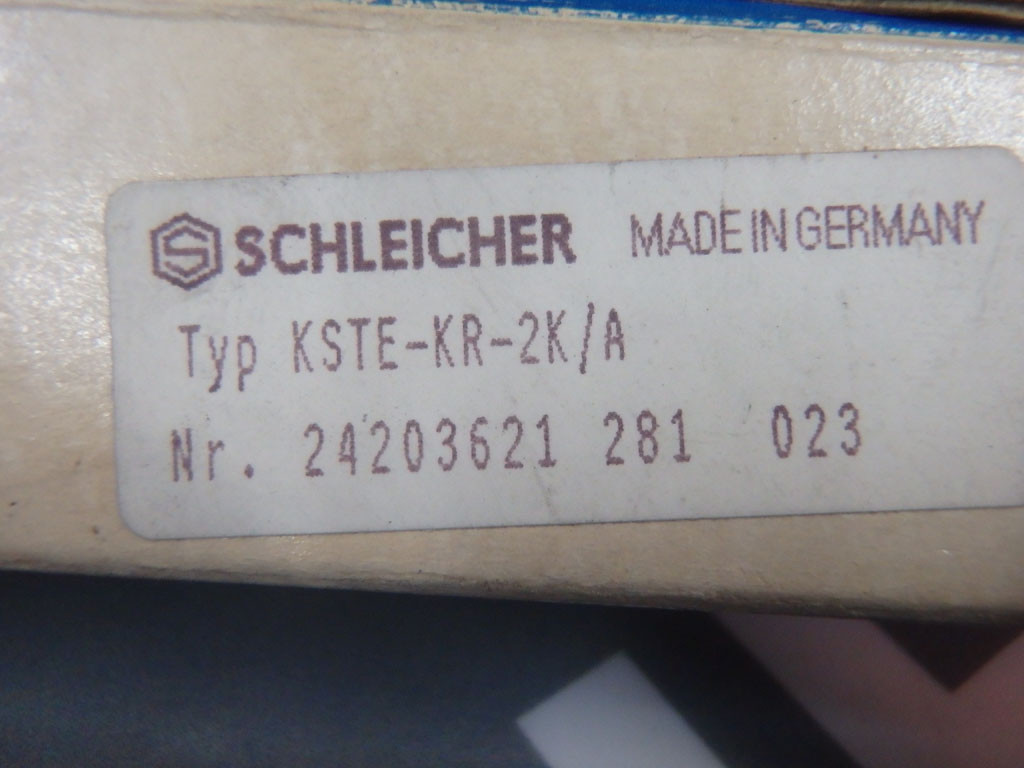 SCHLEICHER MADE IN GERMANY
Typ KSTE-KR-2K/A
Nr. 24203621 281 023